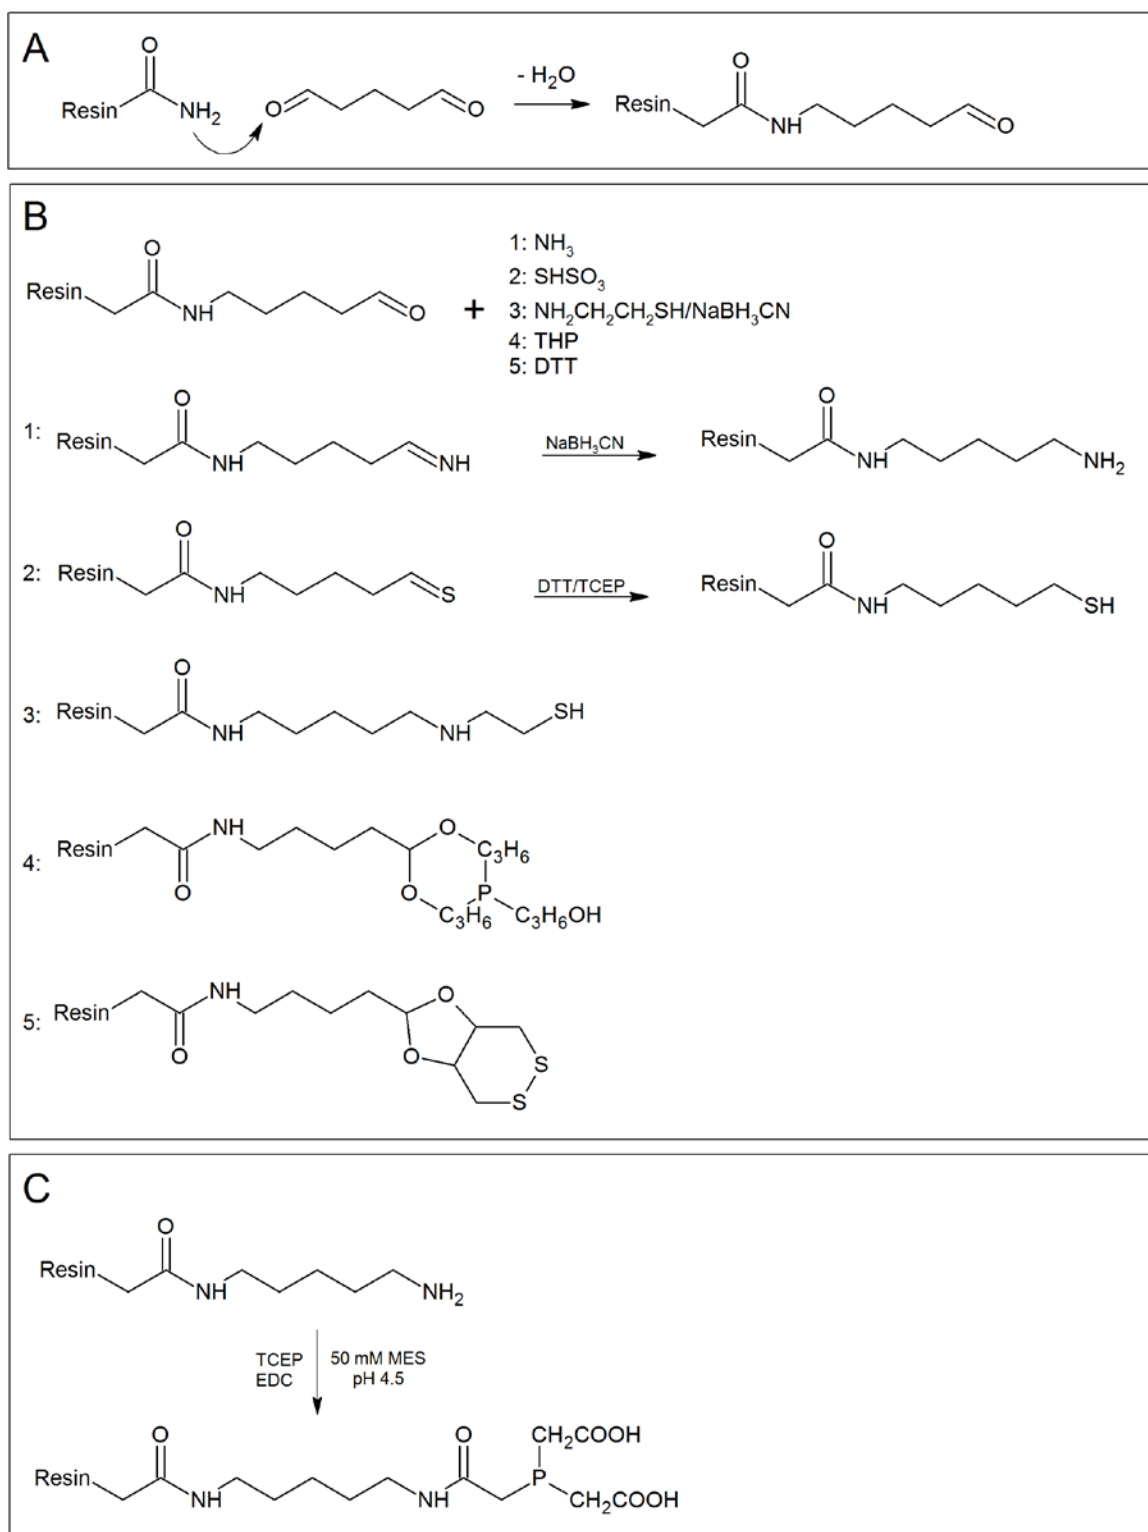 A
O
Resin NH₂ O O - H₂O Resin O NH O
B
O
Resin NH O + 1: NH₃
2: SHSO₃
3: NH₂CH₂CH₂SH/NaBH₃CN
4: THP
5: DTT
1: Resin O NH NH NaBH₃CN Resin O NH NH₂
2: Resin O NH S DTT/TCEP Resin O NH SH
3: Resin O NH NH SH
4: Resin O NH O O C₃H₆ P C₃H₆ C₃H₆OH
5: Resin O NH O O S S
C
O
Resin NH NH₂
TCEP 50 mM MES
EDC pH 4.5
O O CH₂COOH
Resin NH NH P
CH₂COOH